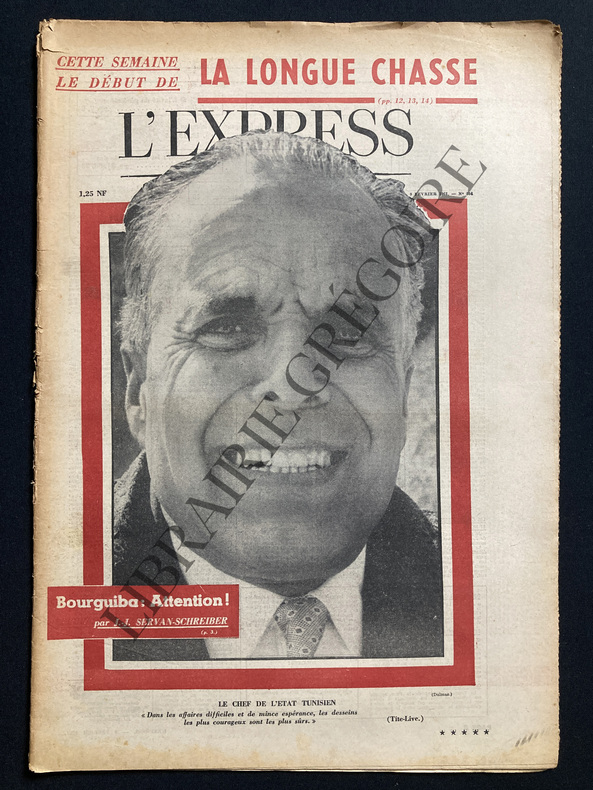 CETTE SEMAINE
LE DÉBUT DE
LA LONGUE CHASSE
(pp. 12, 13, 14)
L'EXPRESS
1,25 NF
FÉVRIER
LIBRAIRIE GRÉGOIRE
Bourguiba : Attention !
par J.-J. SERVAN-SCHREIBER
(p. 3.)
LE CHEF DE L'ETAT TUNISIEN
« Dans les affaires difficiles et de mince espérance, les desseins
les plus courageux sont les plus sûrs. »
(Tite-Live.)
★ ★ ★ ★ ★